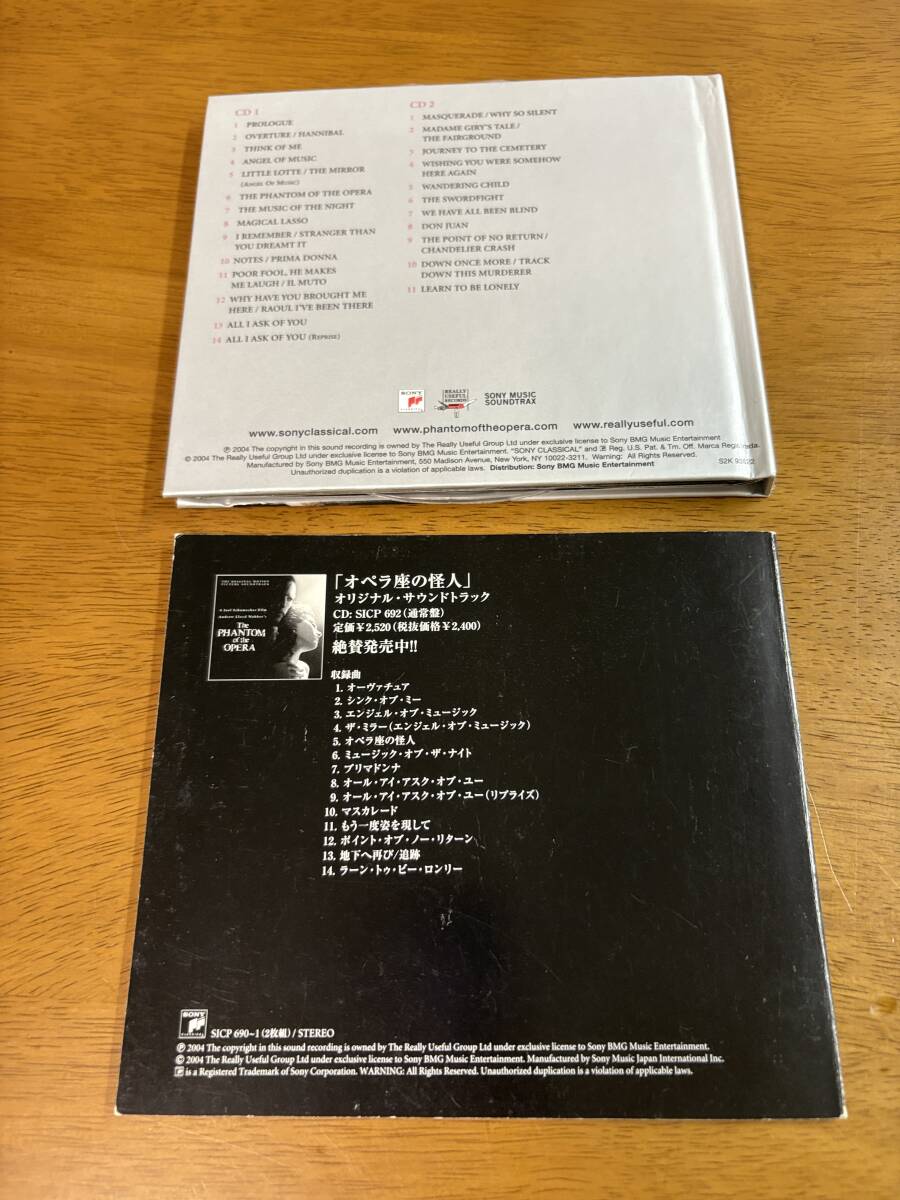 CD 1
1 PROLOGUE
2 OVERTURE / HANNIBAL
3 THINK OF ME
4 ANGEL OF MUSIC
5 LITTLE LOTTE / THE MIRROR
(ANGEL OF MUSIC)
6 THE PHANTOM OF THE OPERA
7 THE MUSIC OF THE NIGHT
8 MAGICAL LASSO
9 I REMEMBER / STRANGER THAN
YOU DREAMT IT
10 NOTES / PRIMA DONNA
11 POOR FOOL, HE MAKES
ME LAUGH / IL MUTO
12 WHY HAVE YOU BROUGHT ME
HERE / RAOUL I'VE BEEN THERE
13 ALL I ASK OF YOU
14 ALL I ASK OF YOU (REPRISE)
CD 2
1 MASQUERADE / WHY SO SILENT
2 MADAME GIRY'S TALE /
THE FAIRGROUND
3 JOURNEY TO THE CEMETERY
4 WISHING YOU WERE SOMEHOW
HERE AGAIN
5 WANDERING CHILD
6 THE SWORDFIGHT
7 WE HAVE ALL BEEN BLIND
8 DON JUAN
9 THE POINT OF NO RETURN /
CHANDELIER CRASH
10 DOWN ONCE MORE / TRACK
DOWN THIS MURDERER
11 LEARN TO BE LONELY
SONY
CLASSICAL
REALLY
USEFUL
RECORDS
SONY MUSIC
SOUNDTRAX
www.sonyclassical.com www.phantomoftheopera.com www.reallyuseful.com
℗ 2004 The copyright in this sound recording is owned by The Really Useful Group Ltd under exclusive license to Sony BMG Music Entertainment
© 2004 The Really Useful Group Ltd under exclusive license to Sony BMG Music Entertainment. "SONY CLASSICAL" and Reg. U.S. Pat. & Tm. Off. Marca Registrada.
Manufactured by Sony BMG Music Entertainment, 550 Madison Avenue, New York, NY 10022-3211. Warning: All Rights Reserved.
Unauthorized duplication is a violation of applicable laws. Distribution: Sony BMG Music Entertainment
S2K 93522
THE ORIGINAL MOTION
PICTURE SOUNDTRACK
A Joel Schumacher Film
Andrew Lloyd Webber's
The
PHANTOM
of the
OPERA
「オペラ座の怪人」
オリジナル・サウンドトラック
CD: SICP 692(通常盤)
定価¥2,520(税抜価格¥2,400)
絶賛発売中!!
収録曲
1. オーヴァチュア
2. シンク・オブ・ミー
3. エンジェル・オブ・ミュージック
4. ザ・ミラー(エンジェル・オブ・ミュージック)
5. オペラ座の怪人
6. ミュージック・オブ・ザ・ナイト
7. プリマドンナ
8. オール・アイ・アスク・オブ・ユー
9. オール・アイ・アスク・オブ・ユー(リプライズ)
10. マスカレード
11. もう一度姿を現して
12. ポイント・オブ・ノー・リターン
13. 地下へ再び/追跡
14. ラーン・トゥ・ビー・ロンリー
SONY
CLASSICAL
SICP 690~1(2枚組)/ STEREO
℗ 2004 The copyright in this sound recording is owned by The Really Useful Group Ltd under exclusive license to Sony BMG Music Entertainment.
© 2004 The Really Useful Group Ltd under exclusive license to Sony BMG Music Entertainment. Manufactured by Sony Music Japan International Inc.
is a Registered Trademark of Sony Corporation. WARNING: All Rights Reserved. Unauthorized duplication is a violation of applicable laws.